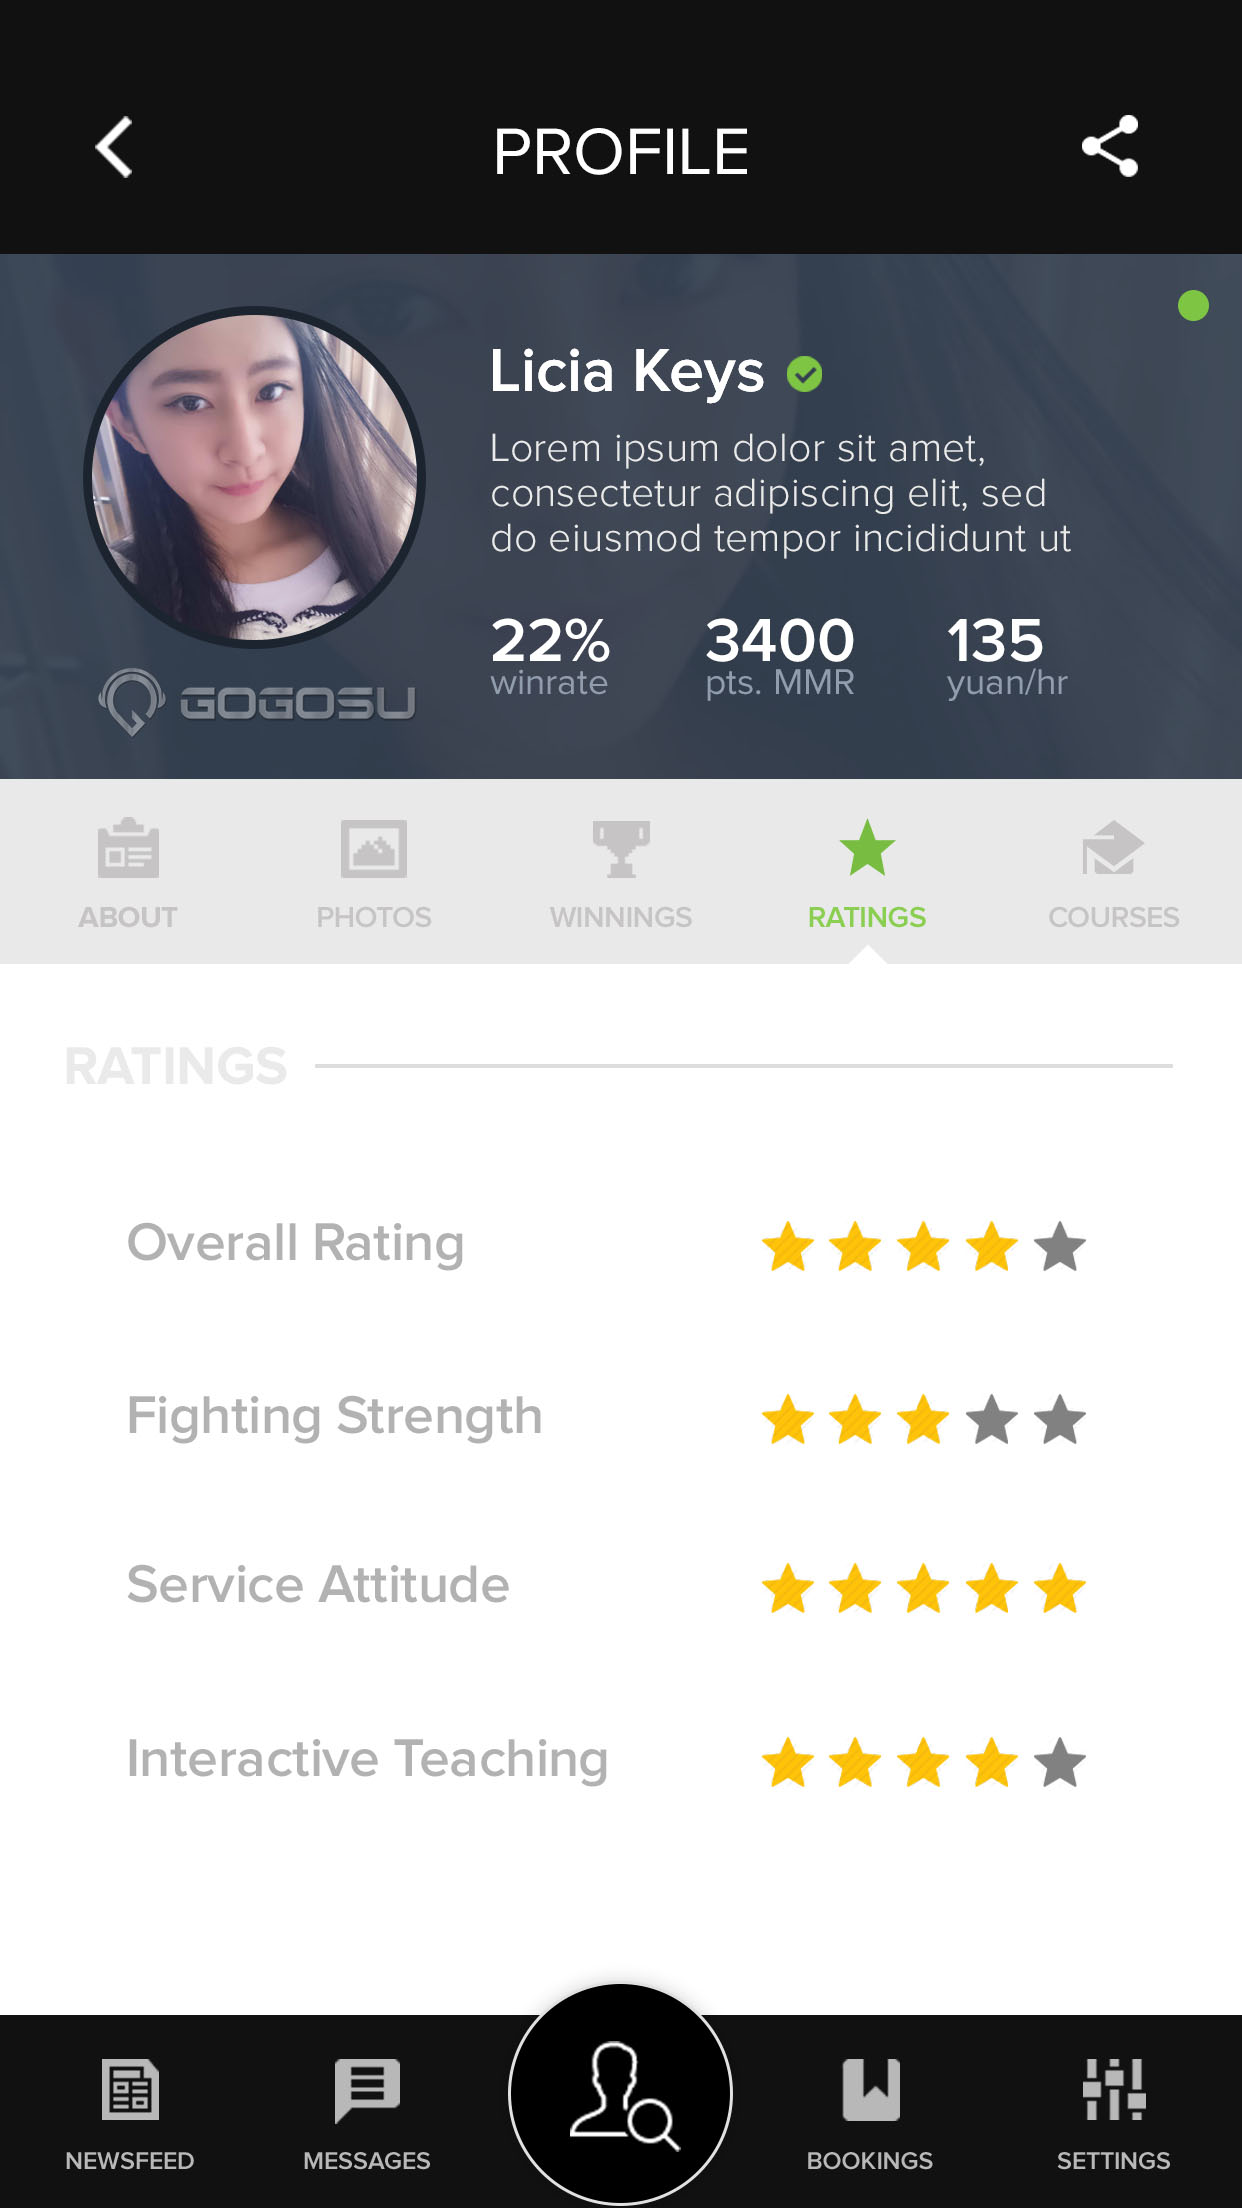 PROFILE
Licia Keys
Lorem ipsum dolor sit amet,
consectetur adipiscing elit, sed
do eiusmod tempor incididunt ut
22% 3400 135
winrate pts. MMR yuan/hr
GOGOSU
ABOUT PHOTOS WINNINGS RATINGS COURSES
RATINGS
Overall Rating
Fighting Strength
Service Attitude
Interactive Teaching
NEWSFEED MESSAGES BOOKINGS SETTINGS